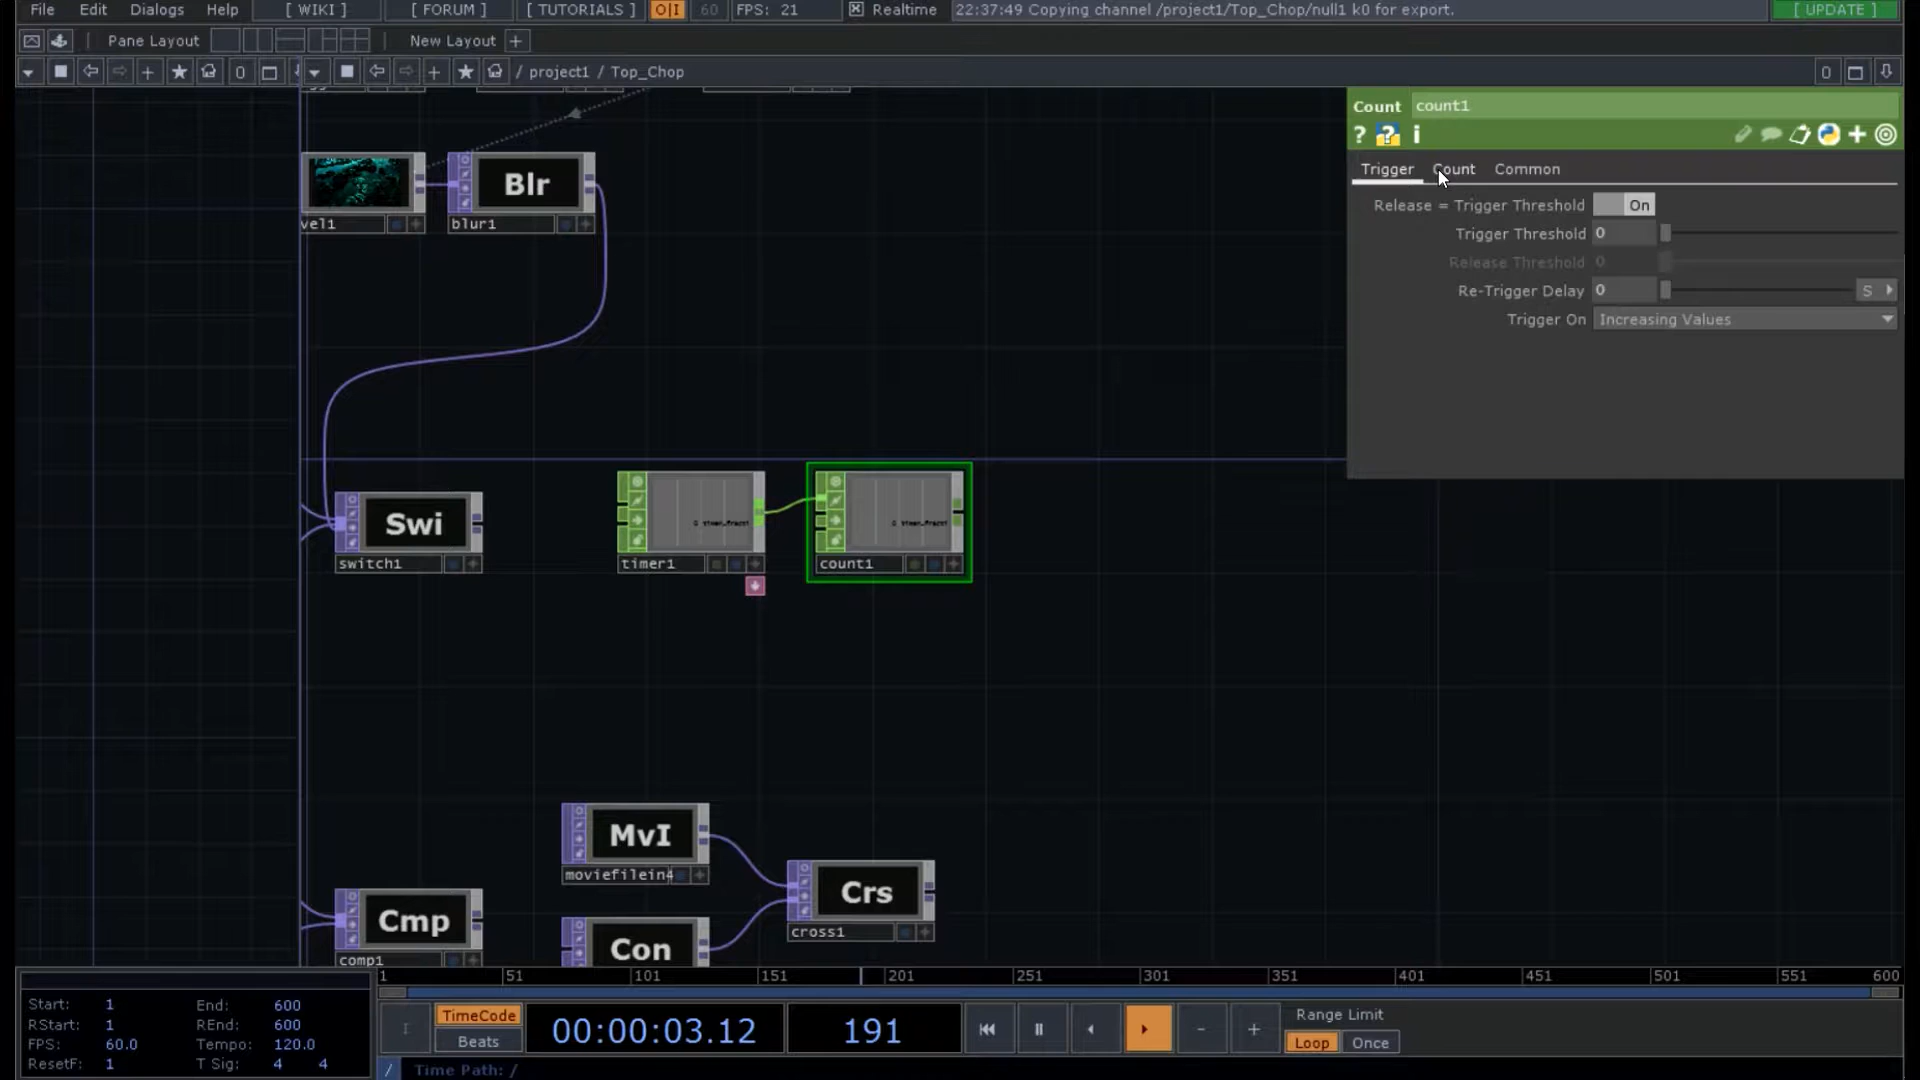 File Edit Dialogs Help [ WIKI ] [ FORUM ] [ TUTORIALS ] O|I 60 FPS: 21 Realtime 22:37:49 Copying channel /project1/Top_Chop/null1 k0 for export. [ UPDATE ]
Pane Layout New Layout +
0 / project1 / Top_Chop 0
Count count1
? ? i
Trigger Count Common
Release = Trigger Threshold On
Trigger Threshold 0
Release Threshold 0
Re-Trigger Delay 0 S
Trigger On Increasing Values
Blr
vel1 blur1
Swi
switch1 timer1 count1
MvI
moviefilein4
Crs
cross1
Cmp
comp1
Con
1 51 101 151 201 251 301 351 401 451 501 551 600
Start: 1 End: 600
RStart: 1 REnd: 600
FPS: 60.0 Tempo: 120.0
ResetF: 1 T Sig: 4 4
TimeCode
Beats
00:00:03.12 191
- +
Range Limit
Loop Once
/ Time Path: /